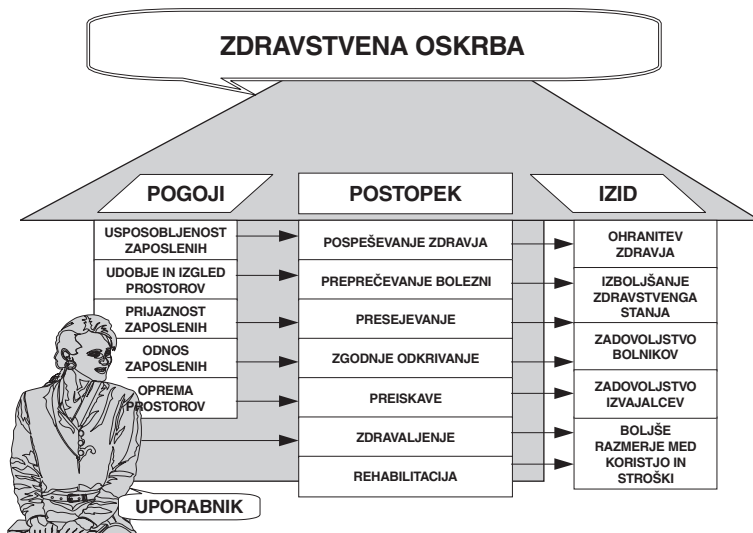 ZDRAVSTVENA OSKRBA
POGOJI
POSTOPEK
IZID
USPOSOBLJENOST
ZAPOSLENIH
UDOBJE IN IZGLED
PROSTOROV
PRIJAZNOST
ZAPOSLENIH
ODNOS
ZAPOSLENIH
OPREMA
PROSTOROV
POSPEŠEVANJE ZDRAVJA
PREPREČEVANJE BOLEZNI
PRESEJEVANJE
ZGODNJE ODKRIVANJE
PREISKAVE
ZDRAVALJENJE
REHABILITACIJA
OHRANITEV
ZDRAVJA
IZBOLJŠANJE
ZDRAVSTVENGA
STANJA
ZADOVOLJSTVO
BOLNIKOV
ZADOVOLJSTVO
IZVAJALCEV
BOLJŠE
RAZMERJE MED
KORISTJO IN
STROŠKI
UPORABNIK